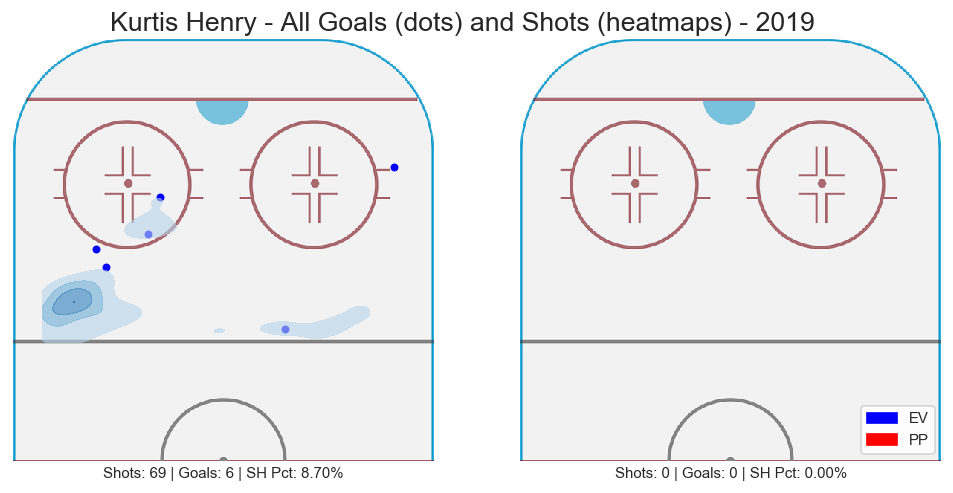 Kurtis Henry - All Goals (dots) and Shots (heatmaps) - 2019
EV
PP
Shots: 69 | Goals: 6 | SH Pct: 8.70%
Shots: 0 | Goals: 0 | SH Pct: 0.00%